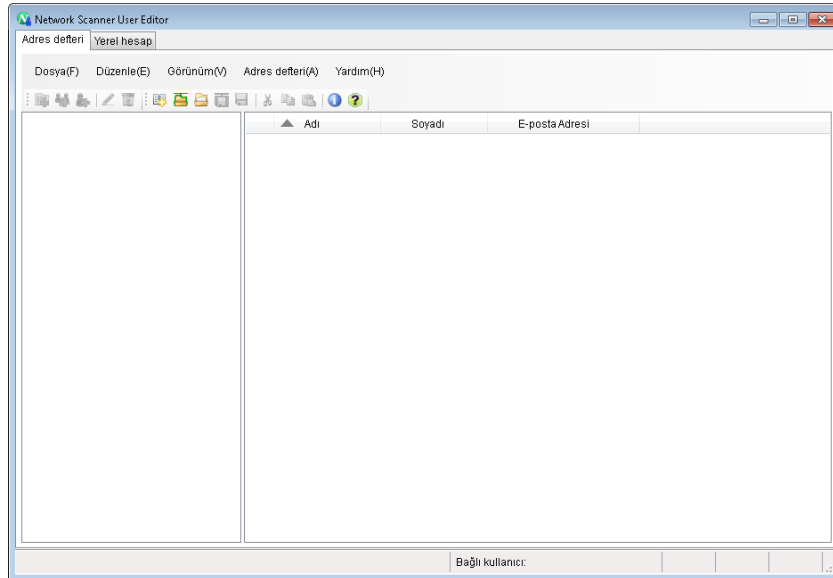 Network Scanner User Editor
Adres defteri Yerel hesap
Dosya(F) Düzenle(E) Görünüm(V) Adres defteri(A) Yardım(H)
Adı Soyadı E-posta Adresi
Bağlı kullanıcı: